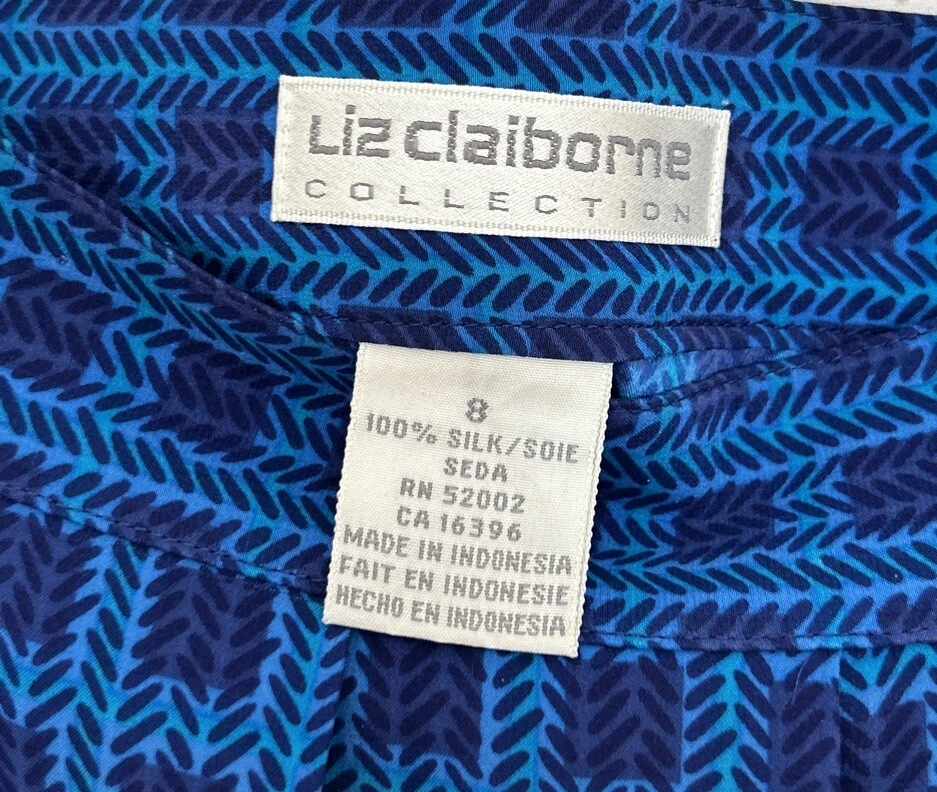 Liz claiborne
COLLECTION
8
100% SILK/SOIE
SEDA
RN 52002
CA 16396
MADE IN INDONESIA
FAIT EN INDONESIE
HECHO EN INDONESIA